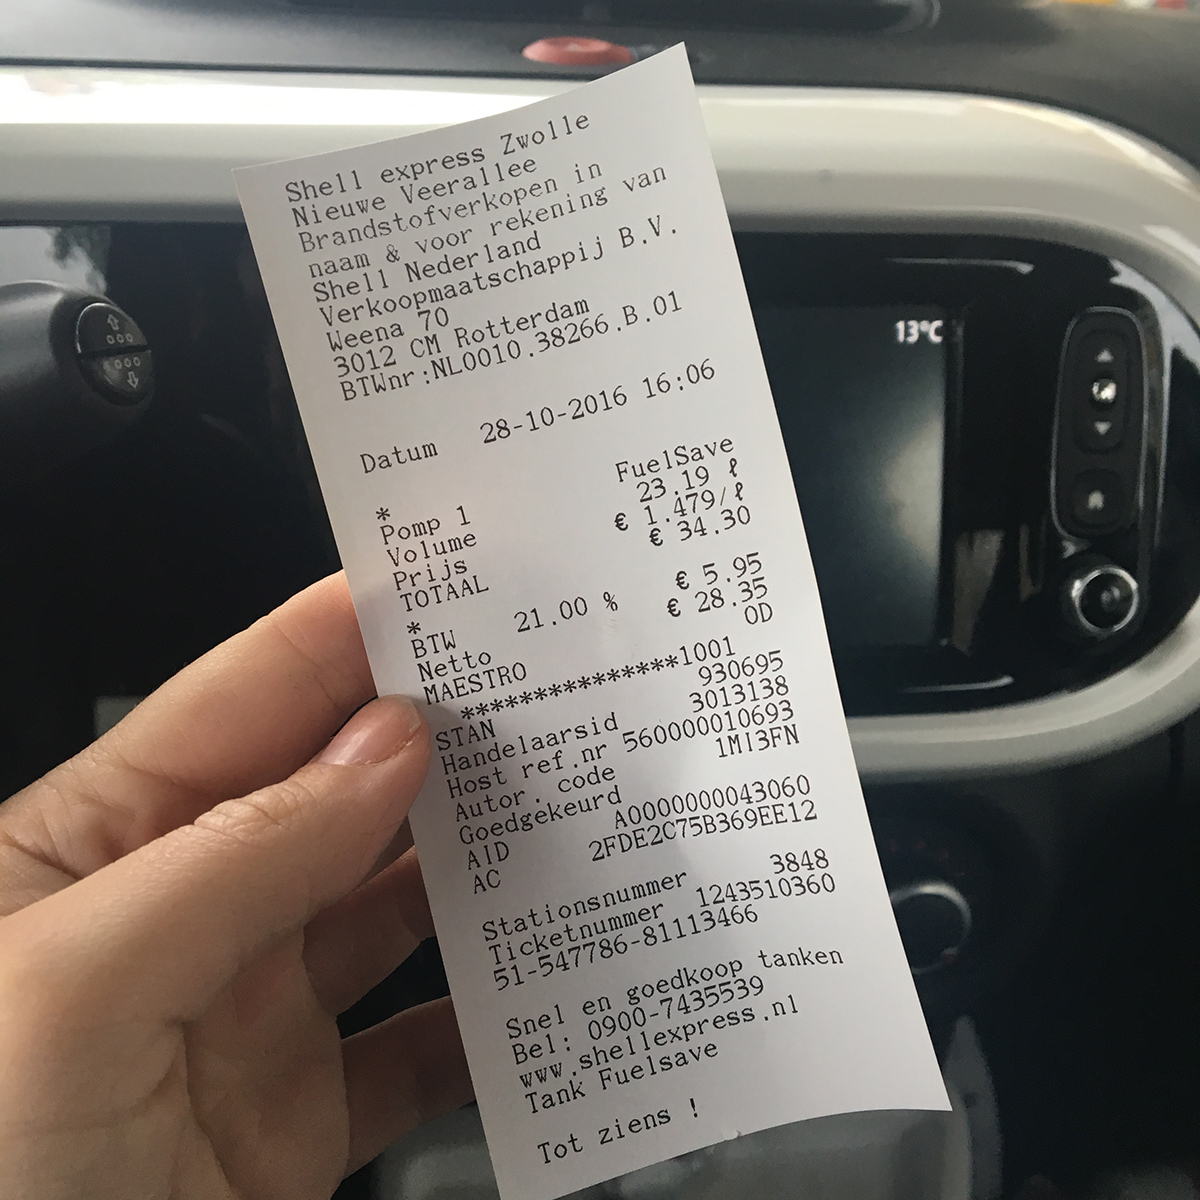 Shell express Zwolle
Nieuwe Veerallee
Brandstofverkopen in
naam & voor rekening van
Shell Nederland
Verkoopmaatschappij B.V.
Weena 70
3012 CM Rotterdam
BTWnr:NL0010.38266.B.01
Datum 28-10-2016 16:06
*
Pomp 1 FuelSave
Volume 23.19 ℓ
Prijs € 1.479/ℓ
TOTAAL € 34.30
*
BTW 21.00 % € 5.95
Netto € 28.35
MAESTRO OD
***************1001
STAN 930695
Handelaarsid 3013138
Host ref.nr 560000010693
Autor. code 1MI3FN
Goedgekeurd
AID A0000000043060
AC 2FDE2C75B369EE12
Stationsnummer 3848
Ticketnummer 1243510360
51-547786-81113466
Snel en goedkoop tanken
Bel: 0900-7435539
www.shellexpress.nl
Tank Fuelsave
Tot ziens !
13°C